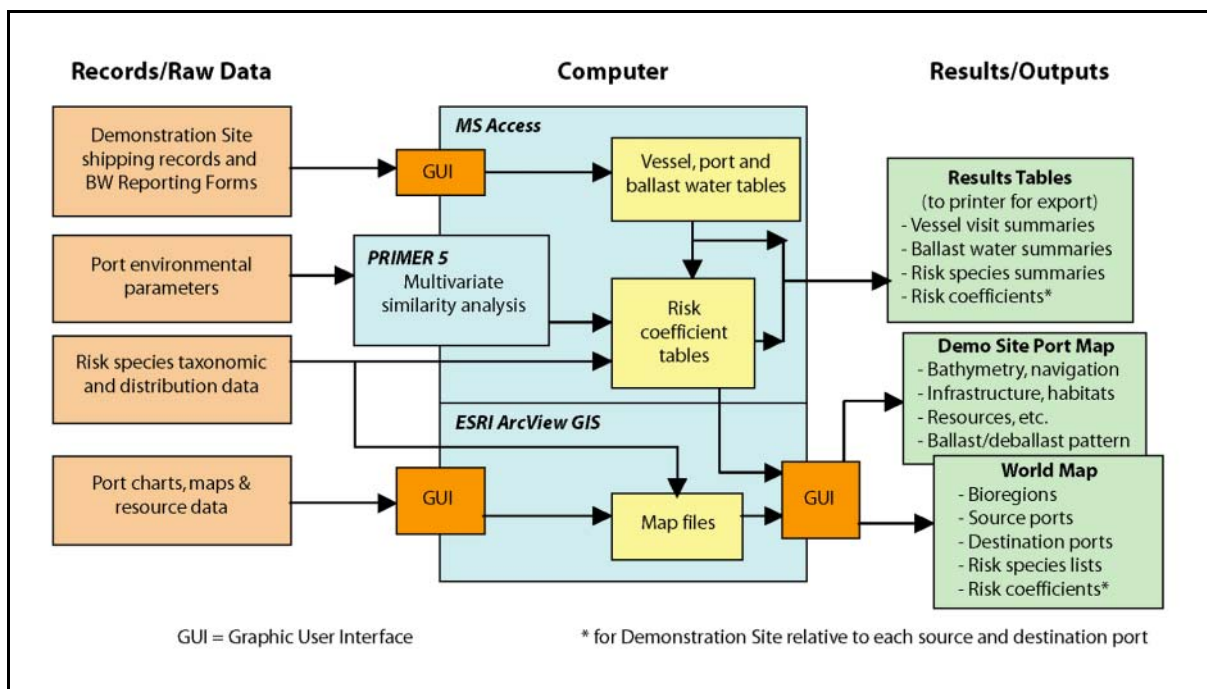 Records/Raw Data
Computer
Results/Outputs
Demonstration Site
shipping records and
BW Reporting Forms
Port environmental
parameters
Risk species taxonomic
and distribution data
Port charts, maps &
resource data
MS Access
GUI
Vessel, port and
ballast water tables
PRIMER 5
Multivariate
similarity analysis
Risk
coefficient
tables
ESRI ArcView GIS
GUI
Map files
GUI
Results Tables
(to printer for export)
- Vessel visit summaries
- Ballast water summaries
- Risk species summaries
- Risk coefficients*
Demo Site Port Map
- Bathymetry, navigation
- Infrastructure, habitats
- Resources, etc.
- Ballast/deballast pattern
World Map
- Bioregions
- Source ports
- Destination ports
- Risk species lists
- Risk coefficients*
GUI = Graphic User Interface
* for Demonstration Site relative to each source and destination port